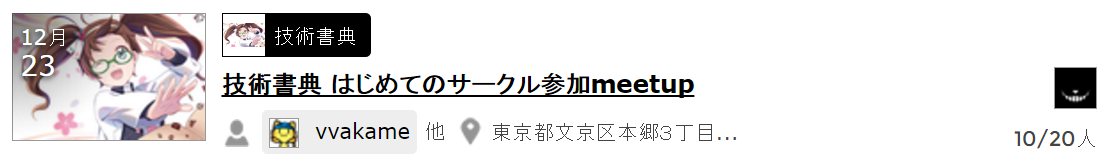 12月
23
技術書典
技術書典 はじめてのサークル参加meetup
vvakame 他 東京都文京区本郷3丁目...
10/20人